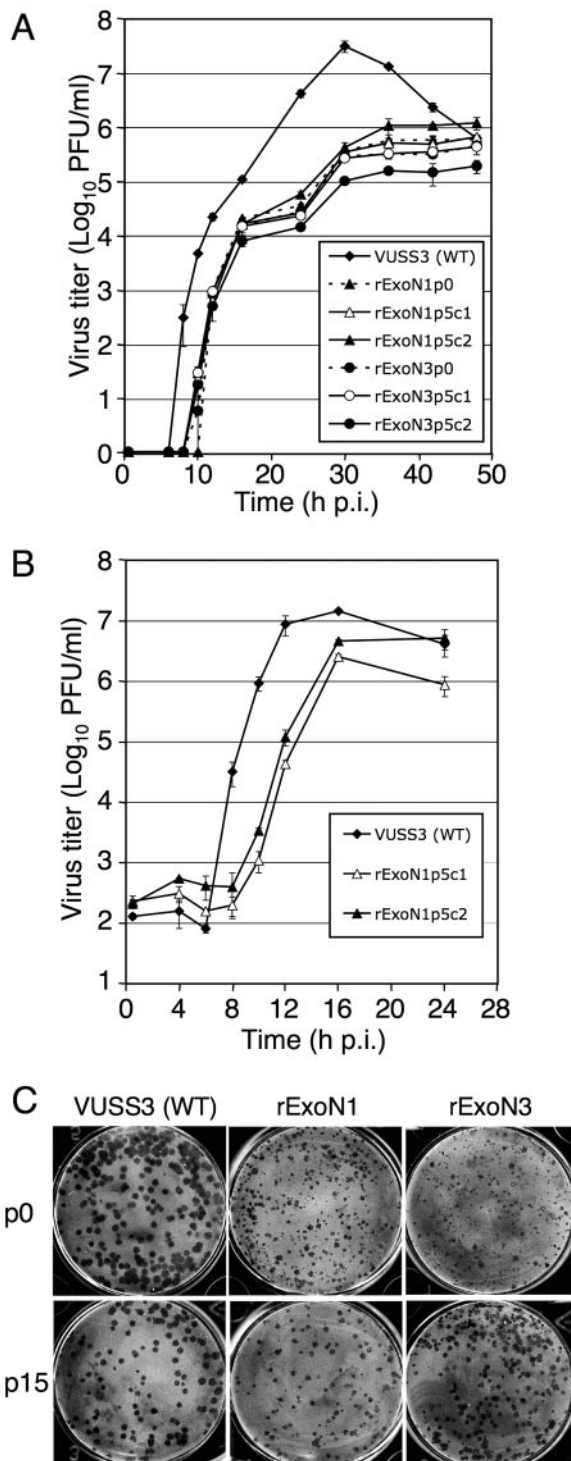 A
8
7
6
5
4
3
2
1
0
Virus titer (Log10 PFU/ml)
VUSS3 (WT)
rExoN1p0
rExoN1p5c1
rExoN1p5c2
rExoN3p0
rExoN3p5c1
rExoN3p5c2
0 10 20 30 40 50
Time (h p.i.)
B
8
7
6
5
4
3
2
1
Virus titer (Log10 PFU/ml)
VUSS3 (WT)
rExoN1p5c1
rExoN1p5c2
0 4 8 12 16 20 24 28
Time (h p.i.)
C
VUSS3 (WT) rExoN1 rExoN3
p0
p15